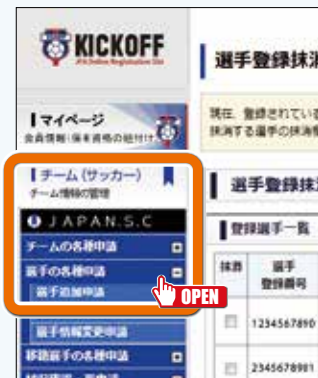 KICKOFF
JFA Online Registration Site
選手登録抹消
マイページ
会員情報・保有資格の紐付け
現在、登録されている
抹消する選手の抹消
チーム (サッカー)
チーム情報の管理
選手登録抹消
JAPAN.S.C
チームの各種申請
登録選手一覧
選手の各種申請
選手追加申請
OPEN
抹消
選手
登録番号
選手情報変更申請
1234567890
移籍選手の各種申請
2345678901